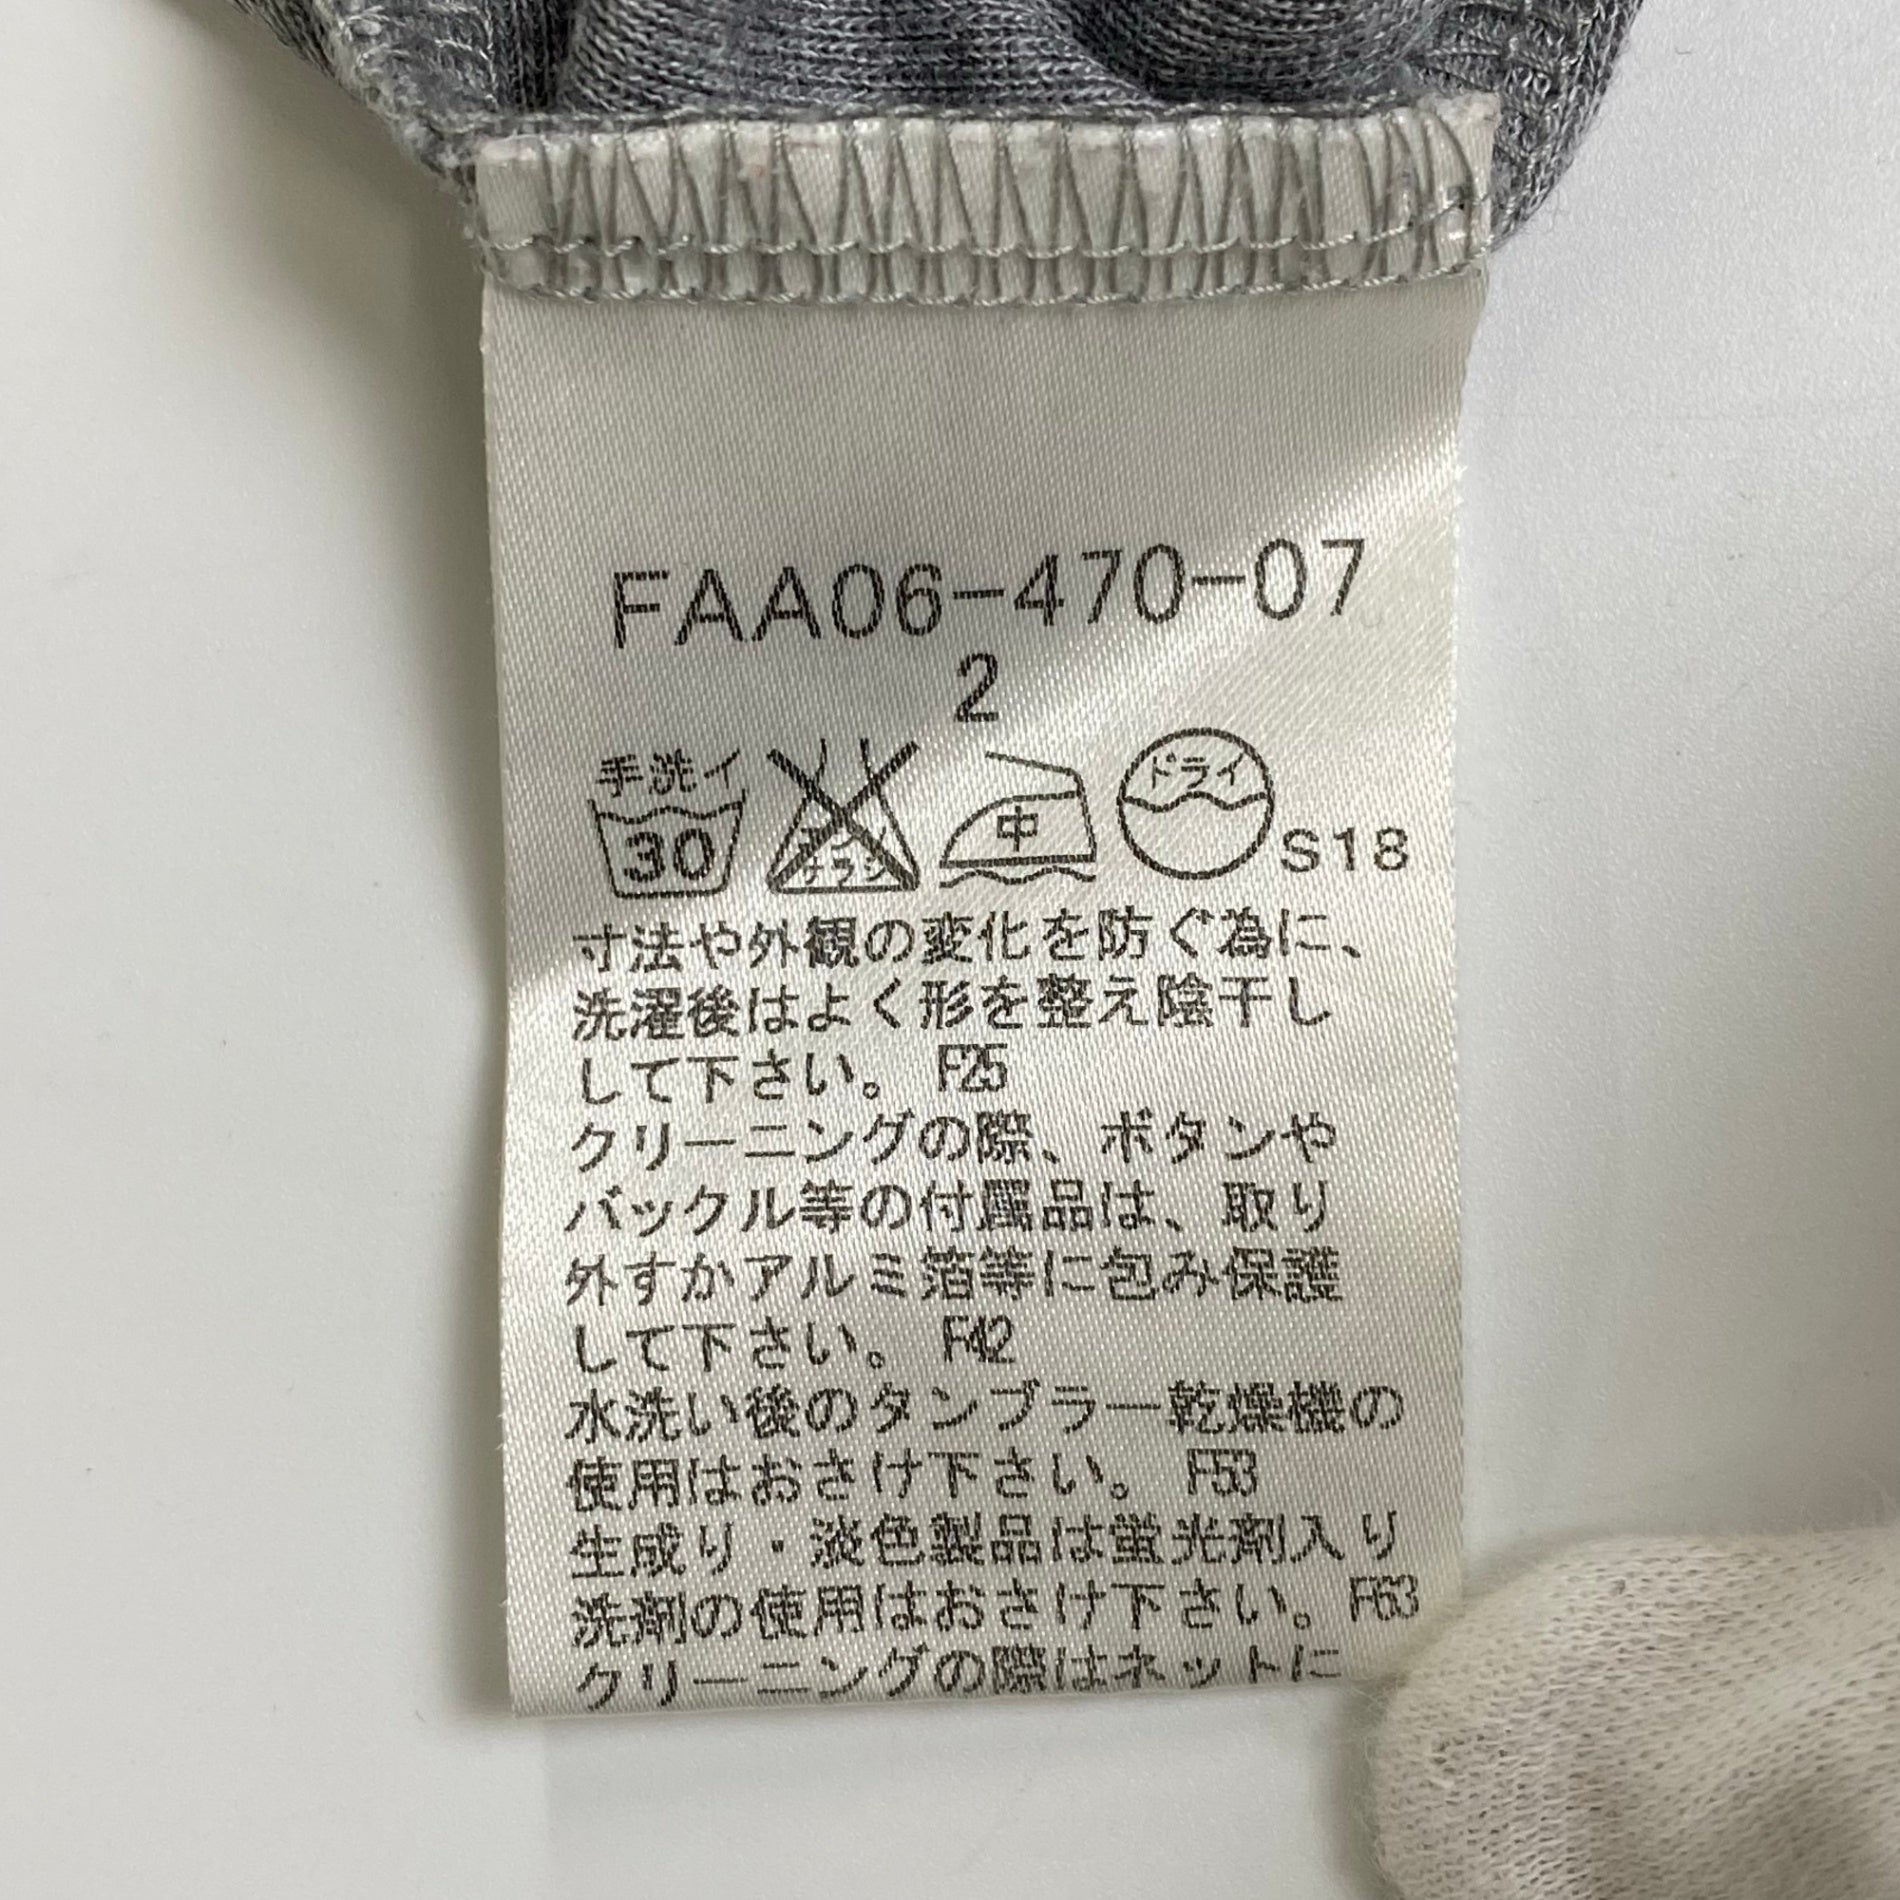 FAA06-470-07
2
手洗イ
30
エンソ
サラシ
中
ドライ
S18
寸法や外観の変化を防ぐ為に、
洗濯後はよく形を整え陰干し
して下さい。 F25
クリーニングの際、ボタンや
バックル等の付属品は、取り
外すかアルミ箔等に包み保護
して下さい。 F42
水洗い後のタンブラー乾燥機の
使用はおさけ下さい。 F53
生成り・淡色製品は蛍光剤入り
洗剤の使用はおさけ下さい。F63
クリーニングの際はネットに